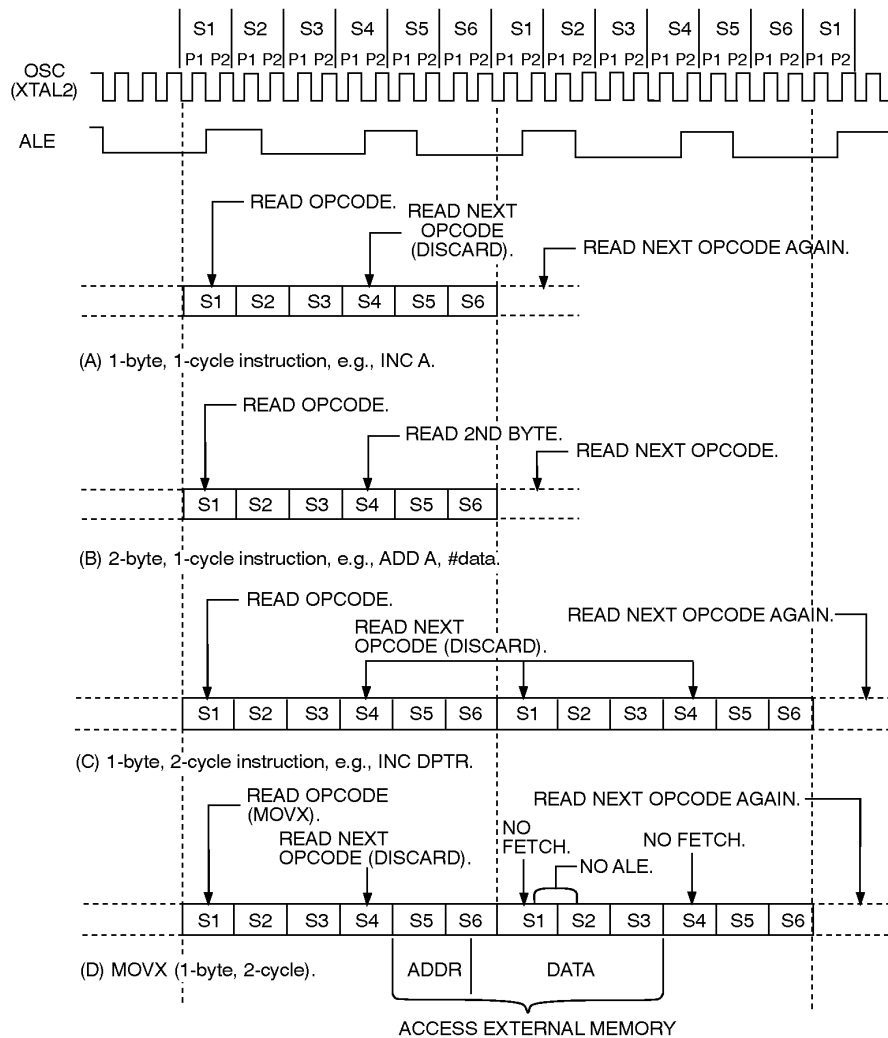 S1 S2 S3 S4 S5 S6 S1 S2 S3 S4 S5 S6 S1
P1 P2 P1 P2 P1 P2 P1 P2 P1 P2 P1 P2 P1 P2 P1 P2 P1 P2 P1 P2 P1 P2 P1 P2 P1 P2
OSC
(XTAL2)
ALE
READ OPCODE.
READ NEXT
OPCODE
(DISCARD).
READ NEXT OPCODE AGAIN.
S1 S2 S3 S4 S5 S6
(A) 1-byte, 1-cycle instruction, e.g., INC A.
READ OPCODE.
READ 2ND BYTE.
READ NEXT OPCODE.
S1 S2 S3 S4 S5 S6
(B) 2-byte, 1-cycle instruction, e.g., ADD A, #data.
READ OPCODE.
READ NEXT
OPCODE (DISCARD).
READ NEXT OPCODE AGAIN.
S1 S2 S3 S4 S5 S6 S1 S2 S3 S4 S5 S6
(C) 1-byte, 2-cycle instruction, e.g., INC DPTR.
READ OPCODE
(MOVX).
READ NEXT
OPCODE (DISCARD).
NO
FETCH.
NO ALE.
NO FETCH.
READ NEXT OPCODE AGAIN.
S1 S2 S3 S4 S5 S6 S1 S2 S3 S4 S5 S6
(D) MOVX (1-byte, 2-cycle).
ADDR
DATA
ACCESS EXTERNAL MEMORY